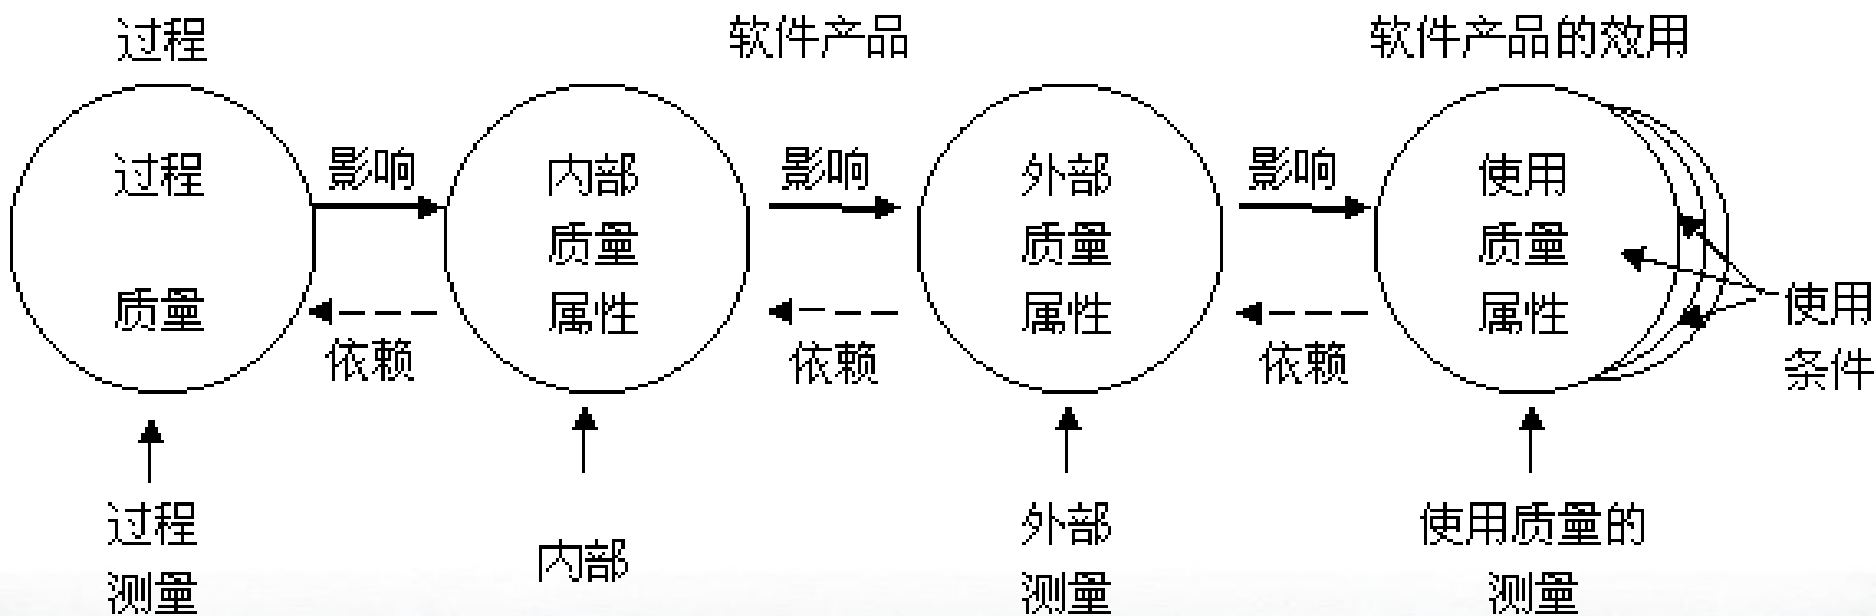 过程
软件产品
软件产品的效用
过程
质量
影响
依赖
内部
质量
属性
影响
依赖
外部
质量
属性
影响
依赖
使用
质量
属性
使用
条件
过程
测量
内部
外部
测量
使用质量的
测量